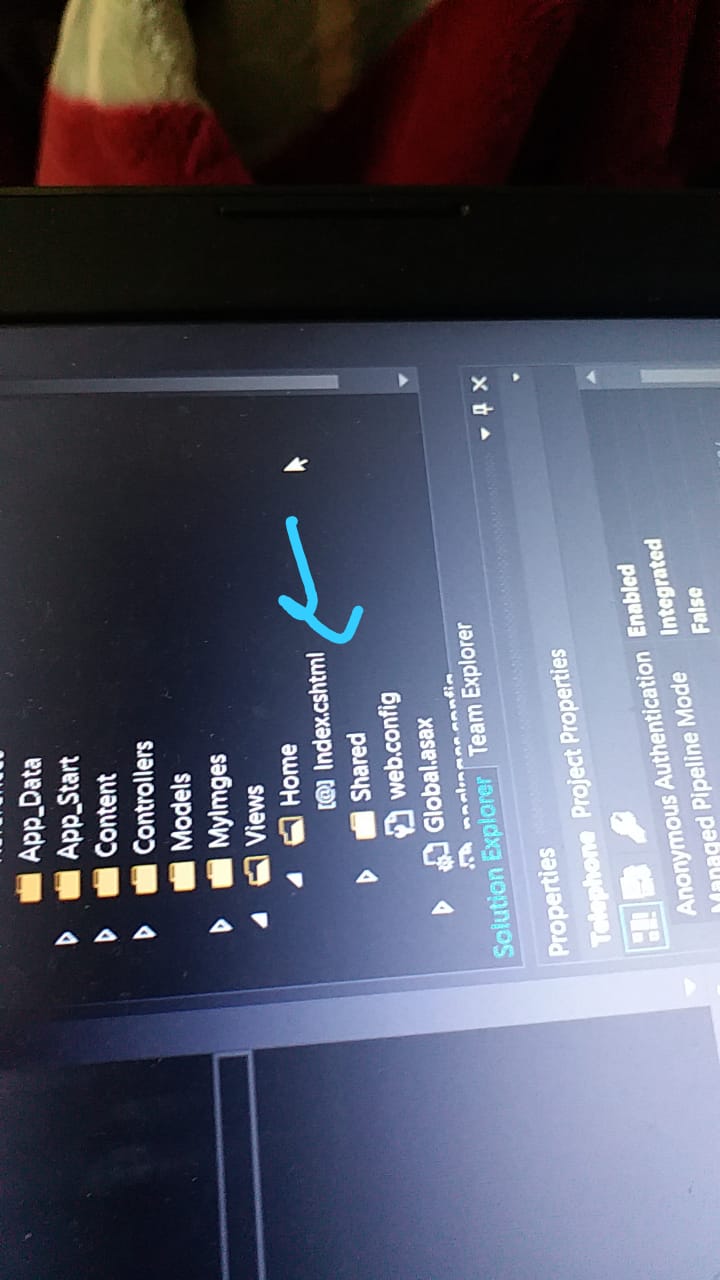 App_Data
App_Start
Content
Controllers
Models
MyImges
Views
Home
[@] Index.cshtml
Shared
web.config
Global.asax
Solution Explorer Team Explorer
Properties
Telephone Project Properties
Anonymous Authentication Enabled
Managed Pipeline Mode Integrated
False